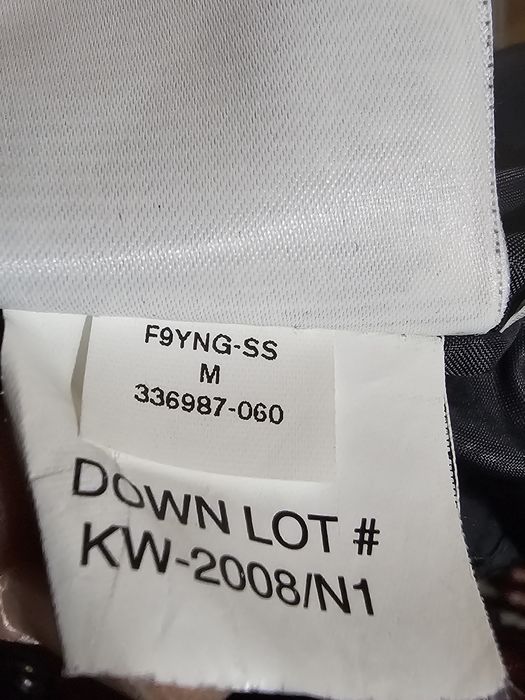 F9YNG-SS
M
336987-060
DOWN LOT #
KW-2008/N1